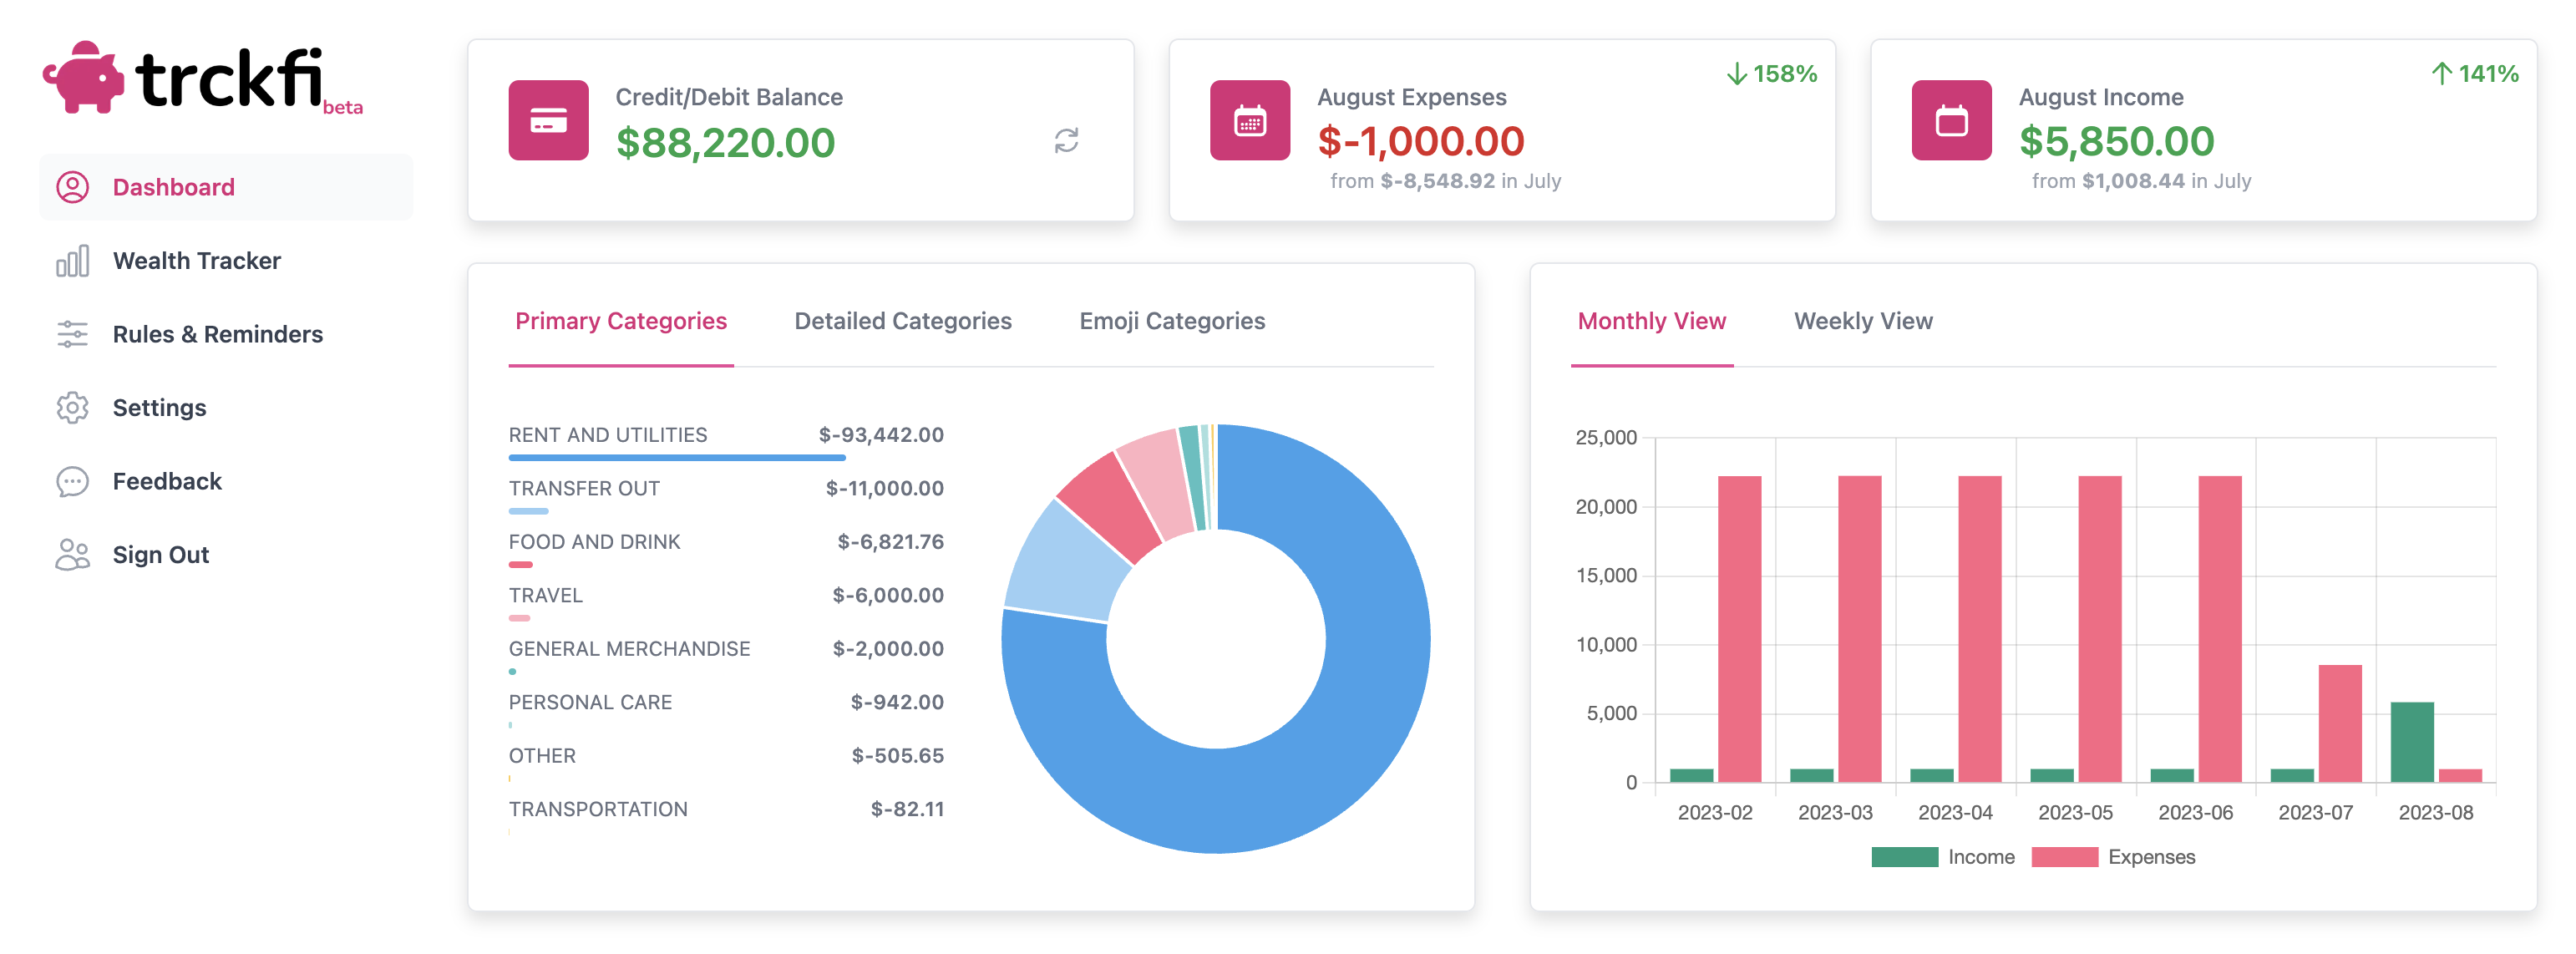 trckfi beta
Dashboard
Wealth Tracker
Rules & Reminders
Settings
Feedback
Sign Out
Credit/Debit Balance
$88,220.00
158%
August Expenses
$-1,000.00
from $-8,548.92 in July
141%
August Income
$5,850.00
from $1,008.44 in July
Primary Categories Detailed Categories Emoji Categories
RENT AND UTILITIES $-93,442.00
TRANSFER OUT $-11,000.00
FOOD AND DRINK $-6,821.76
TRAVEL $-6,000.00
GENERAL MERCHANDISE $-2,000.00
PERSONAL CARE $-942.00
OTHER $-505.65
TRANSPORTATION $-82.11
Monthly View Weekly View
25,000
20,000
15,000
10,000
5,000
0
2023-02 2023-03 2023-04 2023-05 2023-06 2023-07 2023-08
Income Expenses